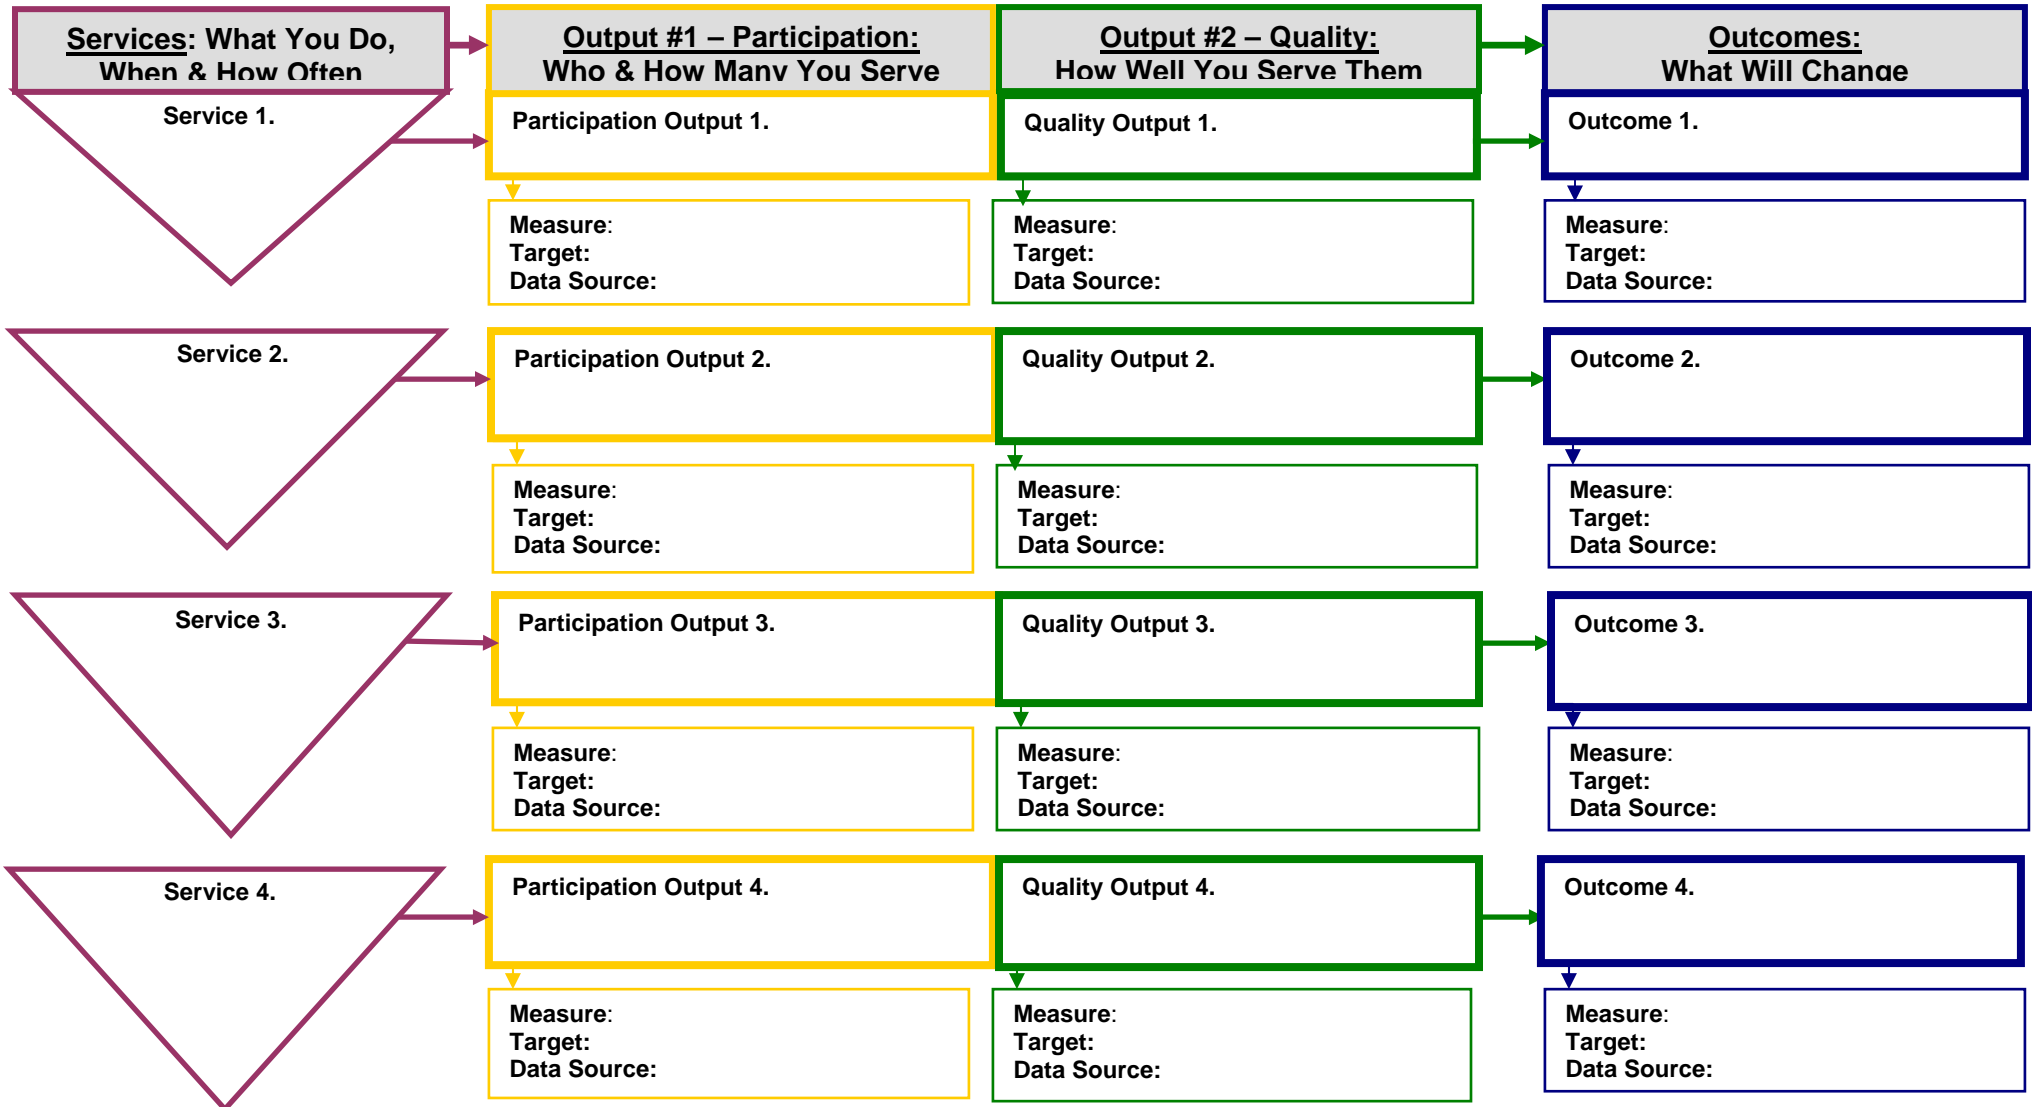 Services: What You Do,
When & How Often
Output #1 – Participation:
Who & How Many You Serve
Output #2 – Quality:
How Well You Serve Them
Outcomes:
What Will Change
Service 1.
Participation Output 1.
Quality Output 1.
Outcome 1.
Measure:
Target:
Data Source:
Measure:
Target:
Data Source:
Measure:
Target:
Data Source:
Service 2.
Participation Output 2.
Quality Output 2.
Outcome 2.
Measure:
Target:
Data Source:
Measure:
Target:
Data Source:
Measure:
Target:
Data Source:
Service 3.
Participation Output 3.
Quality Output 3.
Outcome 3.
Measure:
Target:
Data Source:
Measure:
Target:
Data Source:
Measure:
Target:
Data Source:
Service 4.
Participation Output 4.
Quality Output 4.
Outcome 4.
Measure:
Target:
Data Source:
Measure:
Target:
Data Source:
Measure:
Target:
Data Source: